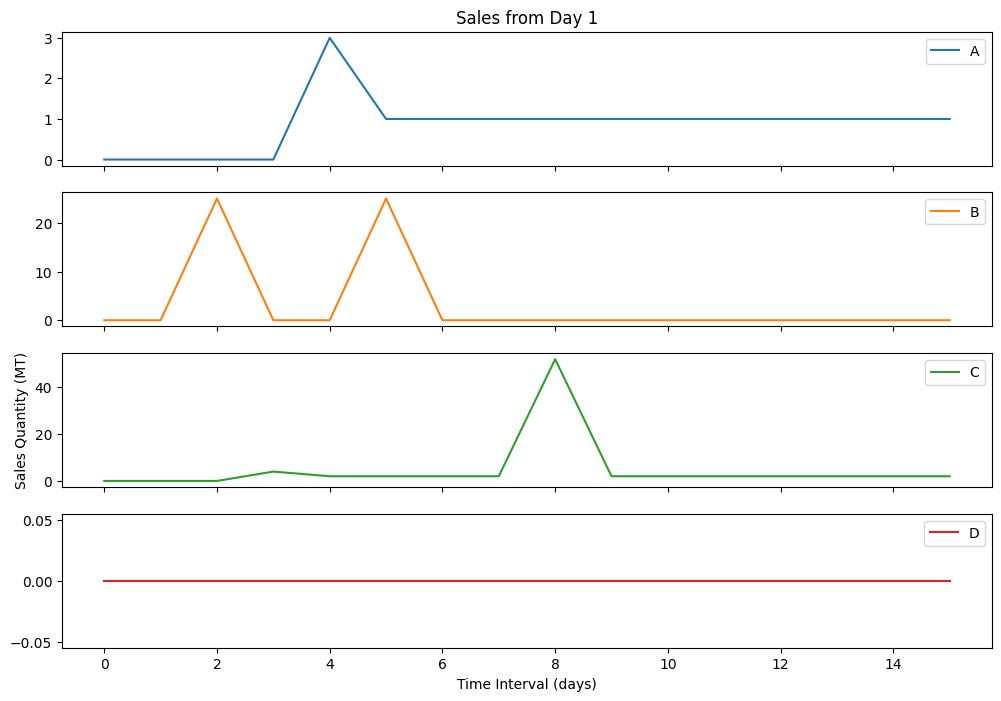 Sales from Day 1
3
2
1
0
A
20
10
0
B
Sales Quantity (MT)
40
20
0
C
0.05
0.00
−0.05
D
0 2 4 6 8 10 12 14
Time Interval (days)